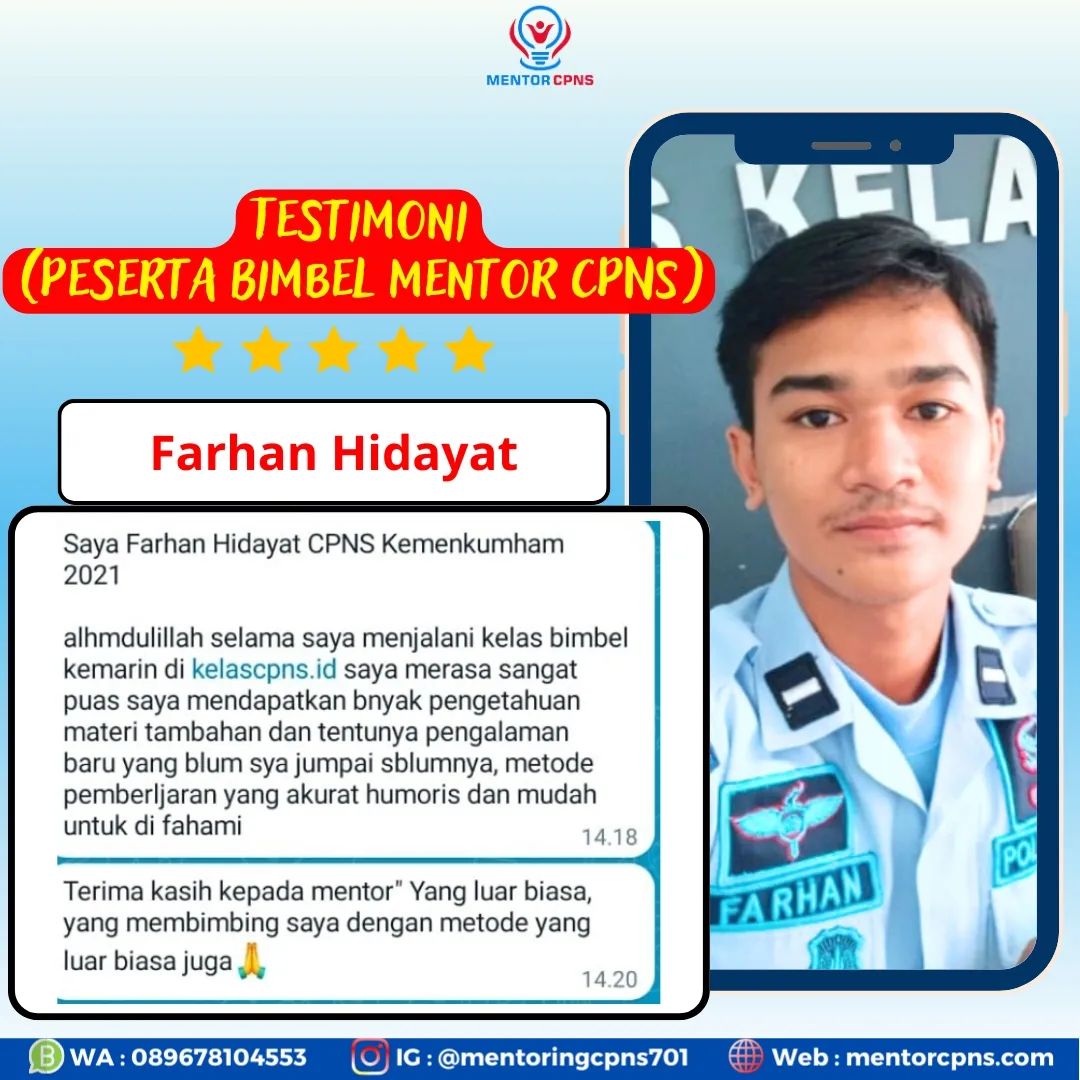 MENTOR CPNS
TESTIMONI
(PESERTA BIMBEL MENTOR CPNS)
Farhan Hidayat
Saya Farhan Hidayat CPNS Kemenkumham
2021
alhmdulillah selama saya menjalani kelas bimbel
kemarin di kelascpns.id saya merasa sangat
puas saya mendapatkan bnyak pengetahuan
materi tambahan dan tentunya pengalaman
baru yang blum sya jumpai sblumnya, metode
pemberljaran yang akurat humoris dan mudah
untuk di fahami
14.18
Terima kasih kepada mentor" Yang luar biasa,
yang membimbing saya dengan metode yang
luar biasa juga🙏
14.20
S KELA
FARHAN
POL
WA : 089678104553
IG : @mentoringcpns701
Web : mentorcpns.com